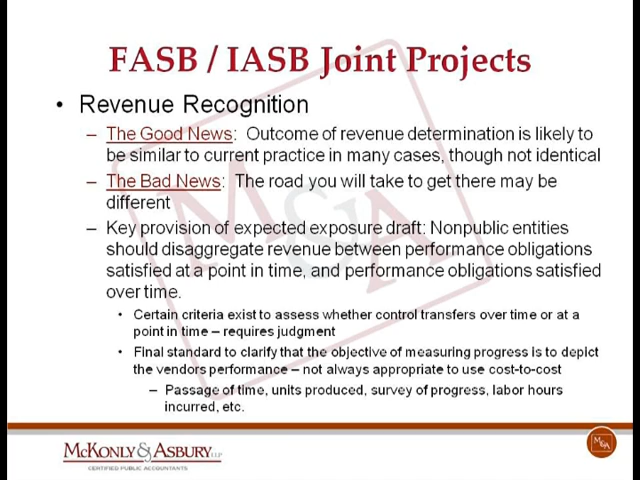 FASB / IASB Joint Projects
• Revenue Recognition
– The Good News: Outcome of revenue determination is likely to
be similar to current practice in many cases, though not identical
– The Bad News: The road you will take to get there may be
different
– Key provision of expected exposure draft: Nonpublic entities
should disaggregate revenue between performance obligations
satisfied at a point in time, and performance obligations satisfied
over time.
• Certain criteria exist to assess whether control transfers over time or at a
point in time – requires judgment
• Final standard to clarify that the objective of measuring progress is to depict
the vendors performance – not always appropriate to use cost-to-cost
– Passage of time, units produced, survey of progress, labor hours
incurred, etc.
M&A
McKonly & Asbury LLP
CERTIFIED PUBLIC ACCOUNTANTS
M&A